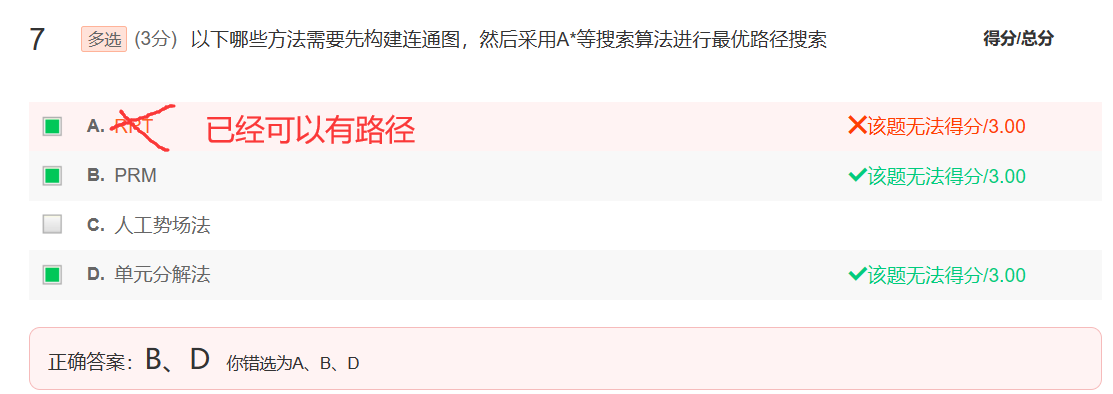 7 多选 (3分) 以下哪些方法需要先构建连通图，然后采用A*等搜索算法进行最优路径搜索 得分/总分
A. RRT 已经可以有路径 该题无法得分/3.00
B. PRM 该题无法得分/3.00
C. 人工势场法
D. 单元分解法 该题无法得分/3.00
正确答案：B、D 你错选为A、B、D